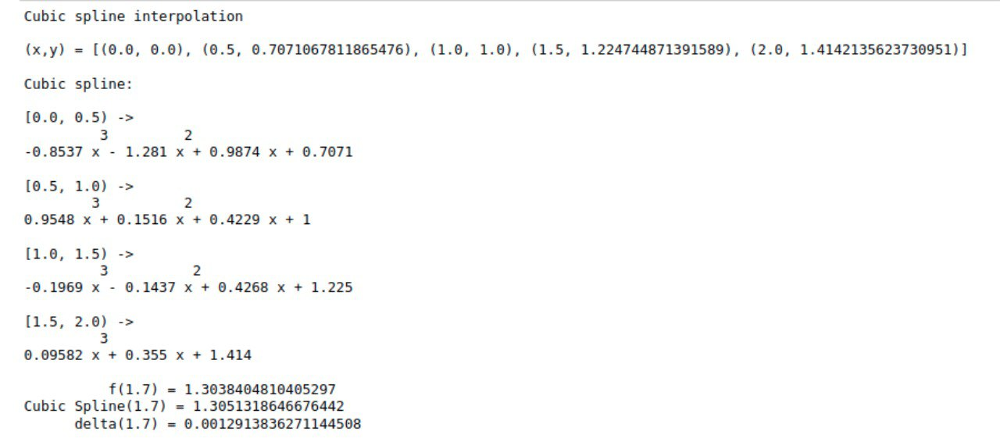 Cubic spline interpolation
(x,y) = [(0.0, 0.0), (0.5, 0.7071067811865476), (1.0, 1.0), (1.5, 1.224744871391589), (2.0, 1.4142135623730951)]
Cubic spline:
[0.0, 0.5) ->
3 2
-0.8537 x - 1.281 x + 0.9874 x + 0.7071
[0.5, 1.0) ->
3 2
0.9548 x + 0.1516 x + 0.4229 x + 1
[1.0, 1.5) ->
3 2
-0.1969 x - 0.1437 x + 0.4268 x + 1.225
[1.5, 2.0) ->
3
0.09582 x + 0.355 x + 1.414
f(1.7) = 1.3038404810405297
Cubic Spline(1.7) = 1.3051318646676442
delta(1.7) = 0.0012913836271144508